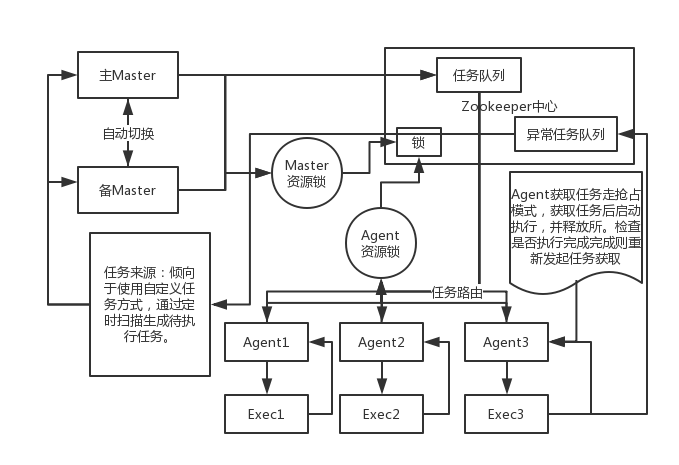 主Master
任务队列
Zookeeper中心
自动切换
锁
异常任务队列
Master
资源锁
备Master
Agent获取任务走抢占
模式，获取任务后启动
执行，并释放所。检查
是否执行完成完成则重
新发起任务获取
Agent
资源锁
任务来源：倾向
于使用自定义任
务方式，通过定
时扫描生成待执
行任务。
任务路由
Agent1
Agent2
Agent3
Exec1
Exec2
Exec3